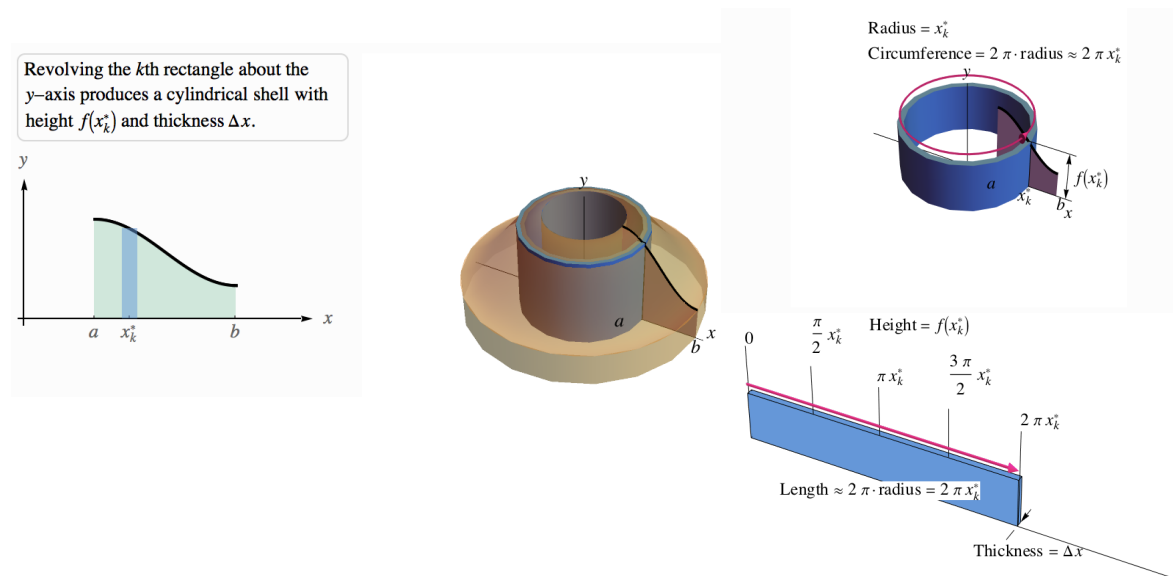 Revolving the kth rectangle about the
y–axis produces a cylindrical shell with
height f(x*k) and thickness Δx.
y
a x*k b x
y
a
b x
Radius = x*k
Circumference = 2 π · radius ≈ 2 π x*k
y
f(x*k)
a x*k b x
Height = f(x*k)
0
π/2 x*k
π x*k
3 π/2 x*k
2 π x*k
Length ≈ 2 π · radius = 2 π x*k
Thickness = Δx